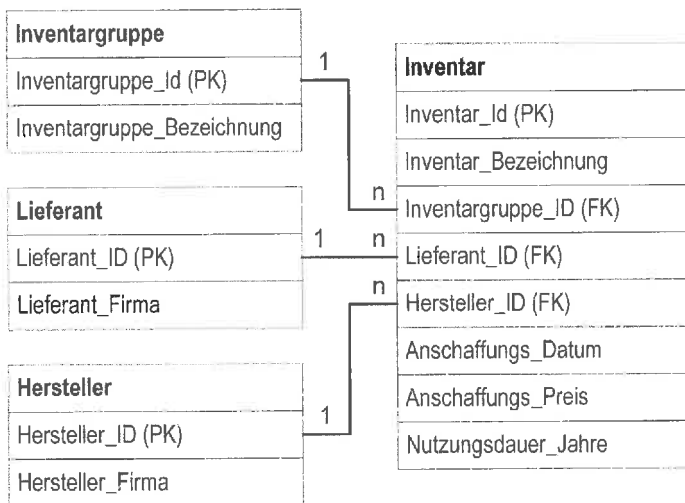 Inventargruppe
Inventargruppe_Id (PK)
Inventargruppe_Bezeichnung
1
Lieferant
Lieferant_ID (PK)
Lieferant_Firma
1
Hersteller
Hersteller_ID (PK)
Hersteller_Firma
1
Inventar
Inventar_Id (PK)
Inventar_Bezeichnung
n
Inventargruppe_ID (FK)
n
Lieferant_ID (FK)
n
Hersteller_ID (FK)
Anschaffungs_Datum
Anschaffungs_Preis
Nutzungsdauer_Jahre